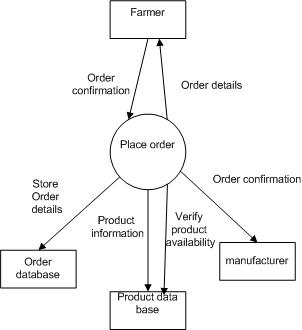 Farmer
Order
confirmation
Order details
Place order
Store
Order
details
Product
information
Verify
product
availability
Order confirmation
Order
database
Product data
base
manufacturer